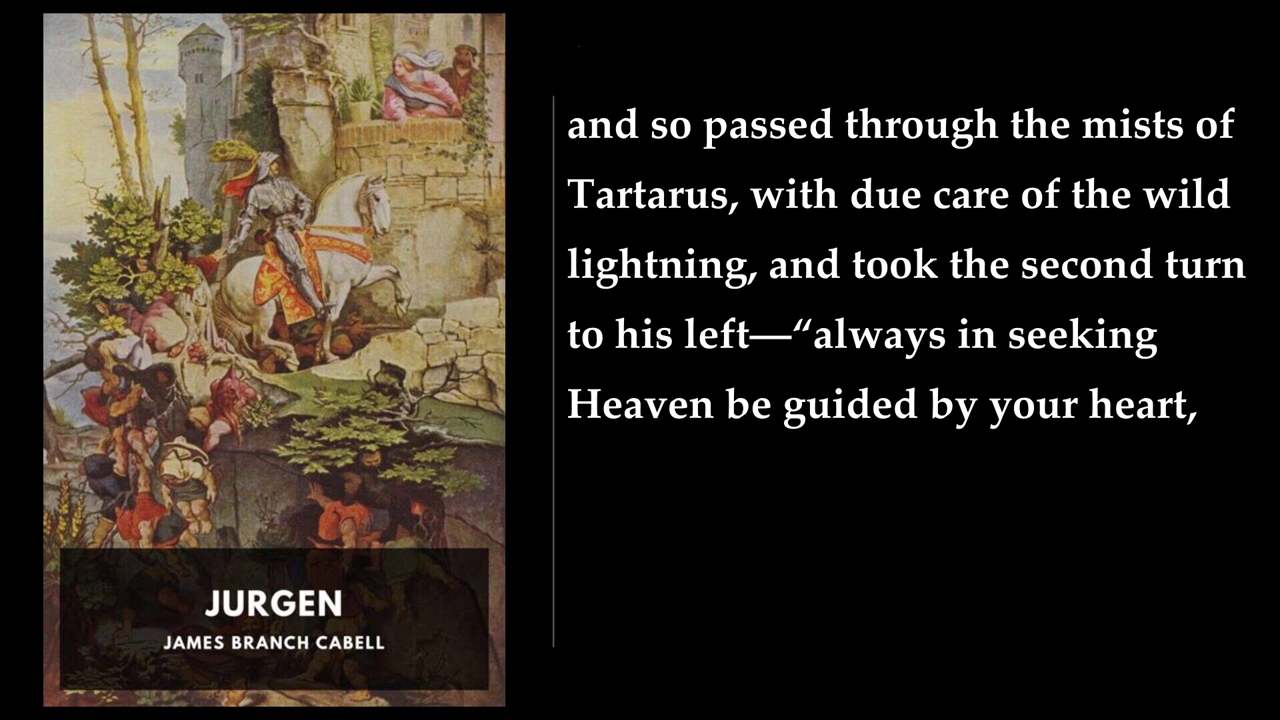 and so passed through the mists of
Tartarus, with due care of the wild
lightning, and took the second turn
to his left—“always in seeking
Heaven be guided by your heart,
JURGEN
JAMES BRANCH CABELL